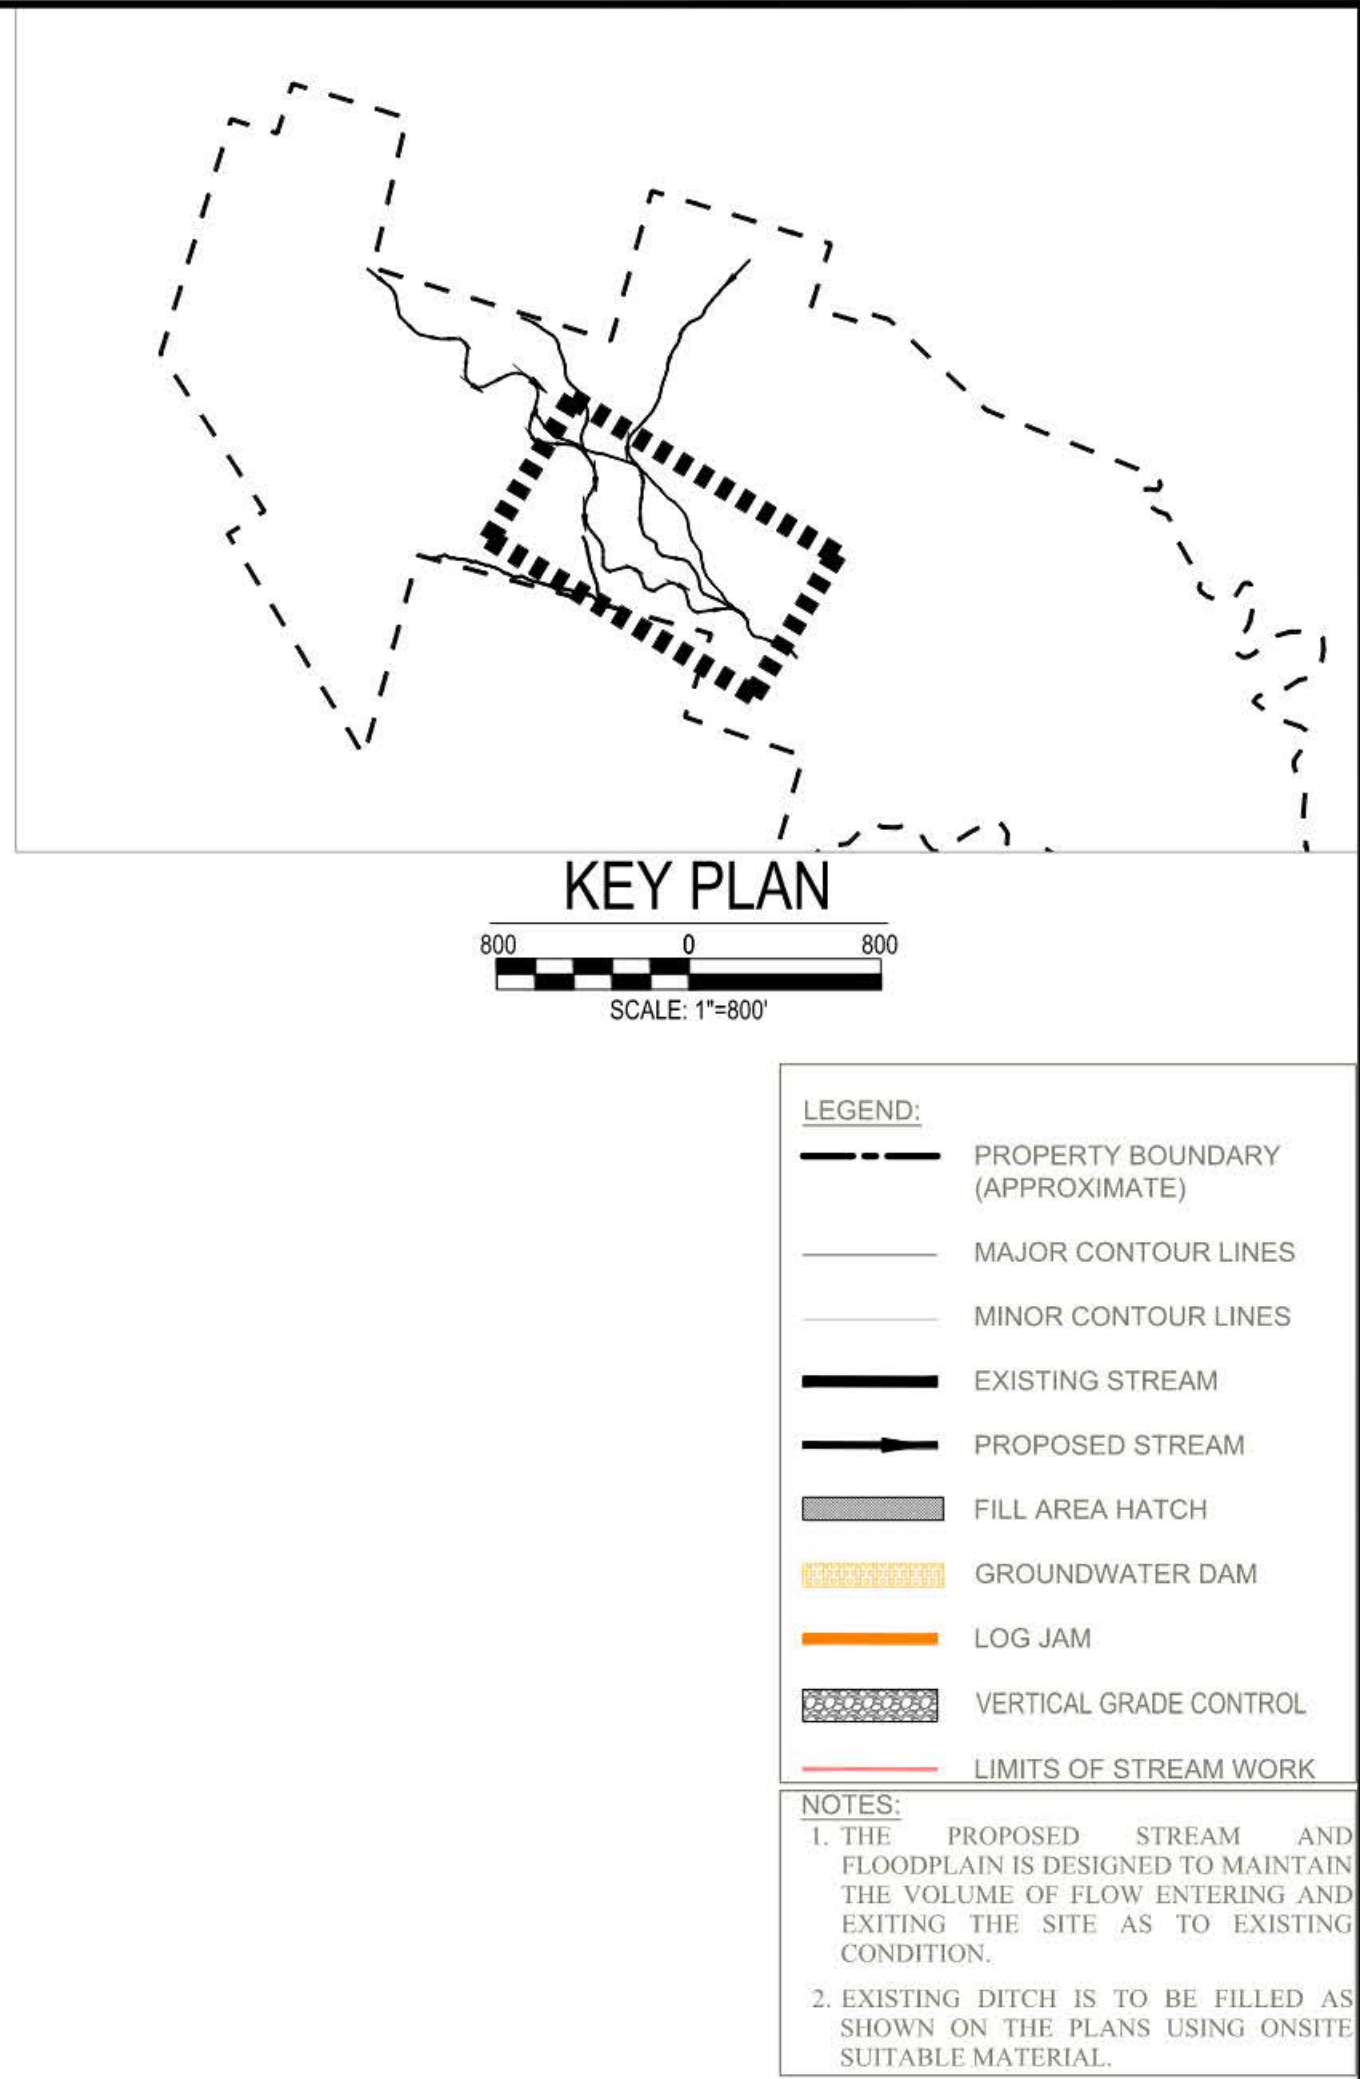 KEY PLAN
800 0 800
SCALE: 1"=800'
LEGEND:
PROPERTY BOUNDARY
(APPROXIMATE)
MAJOR CONTOUR LINES
MINOR CONTOUR LINES
EXISTING STREAM
PROPOSED STREAM
FILL AREA HATCH
GROUNDWATER DAM
LOG JAM
VERTICAL GRADE CONTROL
LIMITS OF STREAM WORK
NOTES:
1. THE PROPOSED STREAM AND
FLOODPLAIN IS DESIGNED TO MAINTAIN
THE VOLUME OF FLOW ENTERING AND
EXITING THE SITE AS TO EXISTING
CONDITION.
2. EXISTING DITCH IS TO BE FILLED AS
SHOWN ON THE PLANS USING ONSITE
SUITABLE MATERIAL.